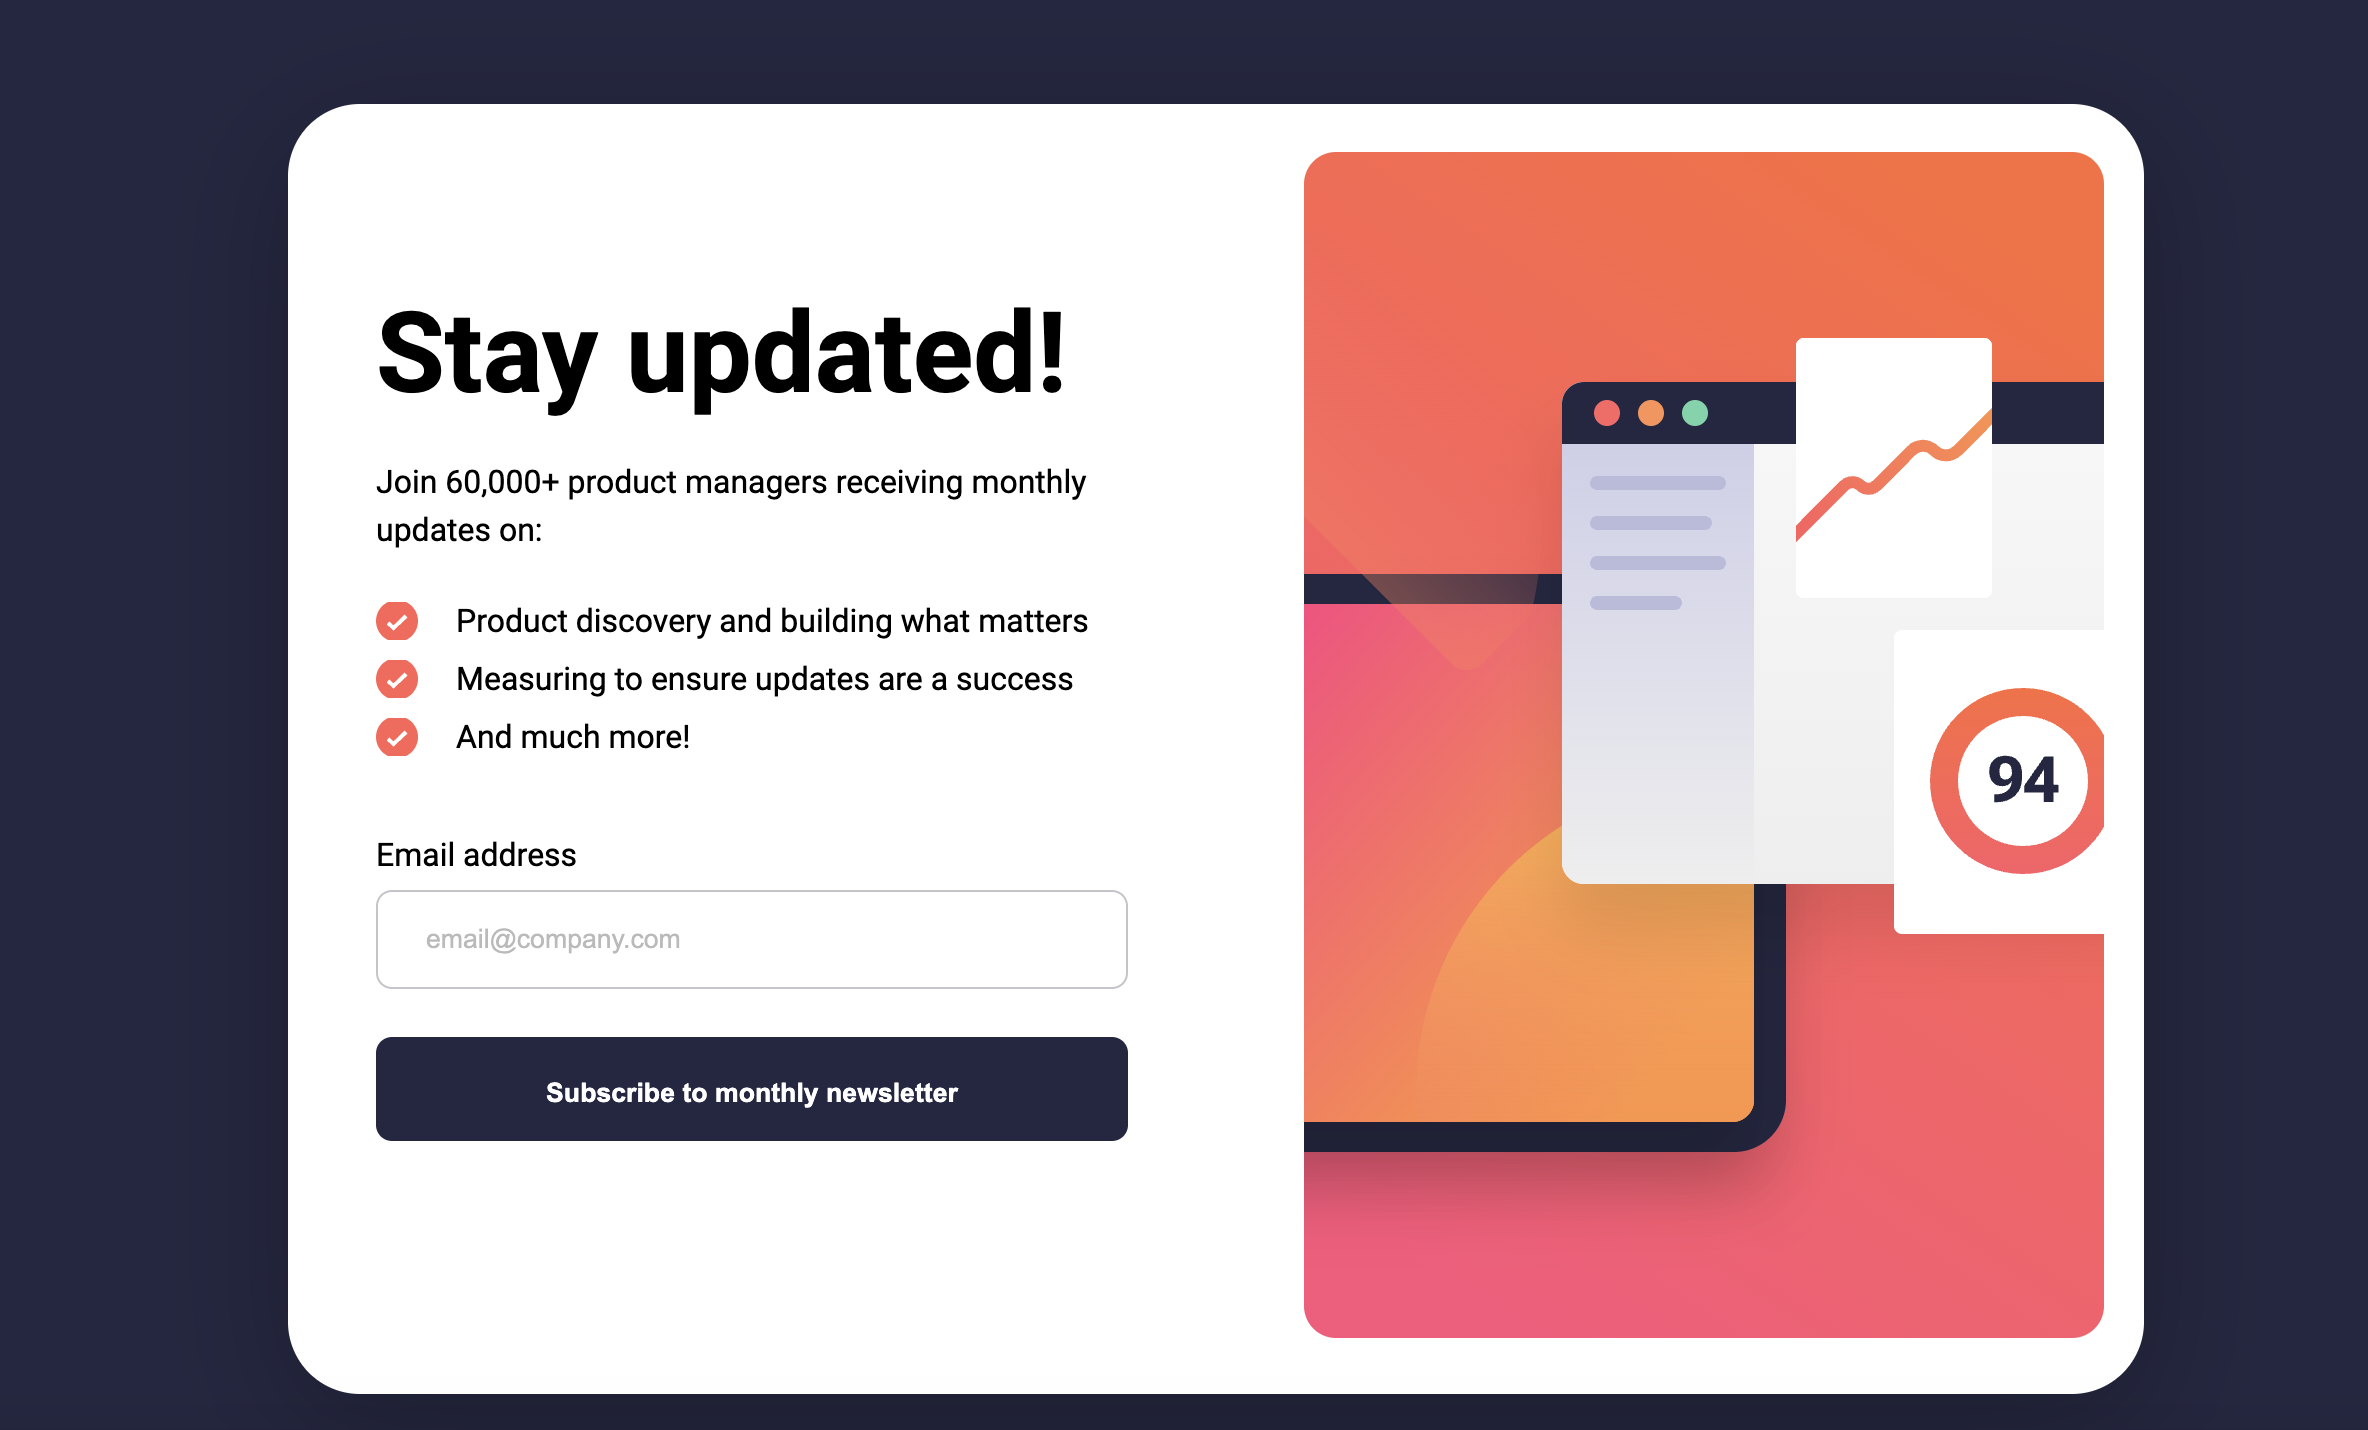 Stay updated!
Join 60,000+ product managers receiving monthly
updates on:
Product discovery and building what matters
Measuring to ensure updates are a success
And much more!
Email address
email@company.com
Subscribe to monthly newsletter
94